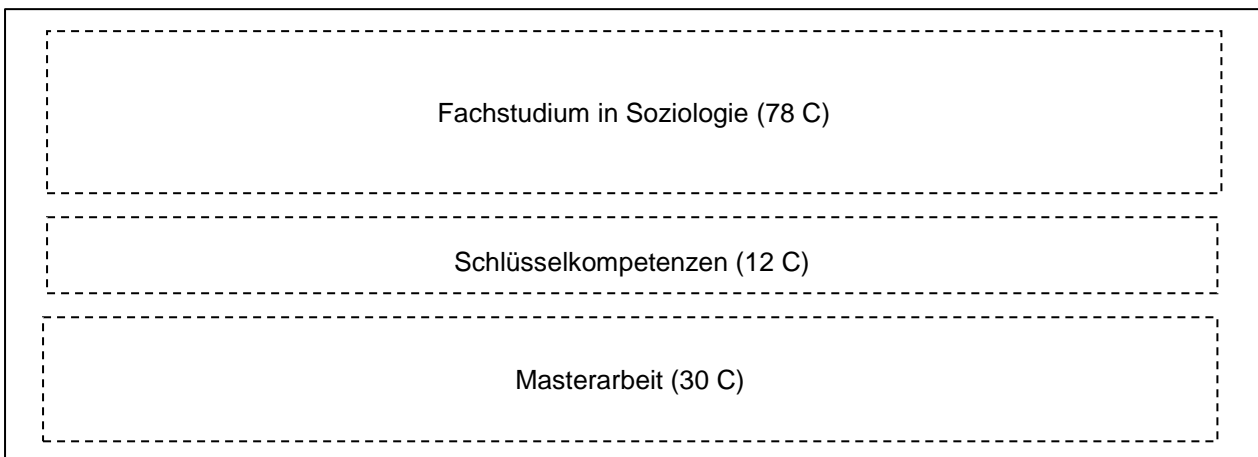 Fachstudium in Soziologie (78 C)
Schlüsselkompetenzen (12 C)
Masterarbeit (30 C)